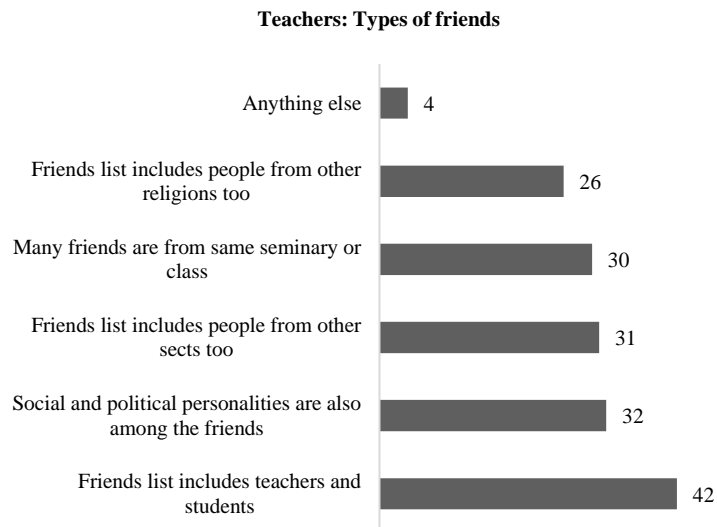 Teachers: Types of friends
Anything else
4
Friends list includes people from other
religions too
26
Many friends are from same seminary or
class
30
Friends list includes people from other
sects too
31
Social and political personalities are also
among the friends
32
Friends list includes teachers and
students
42